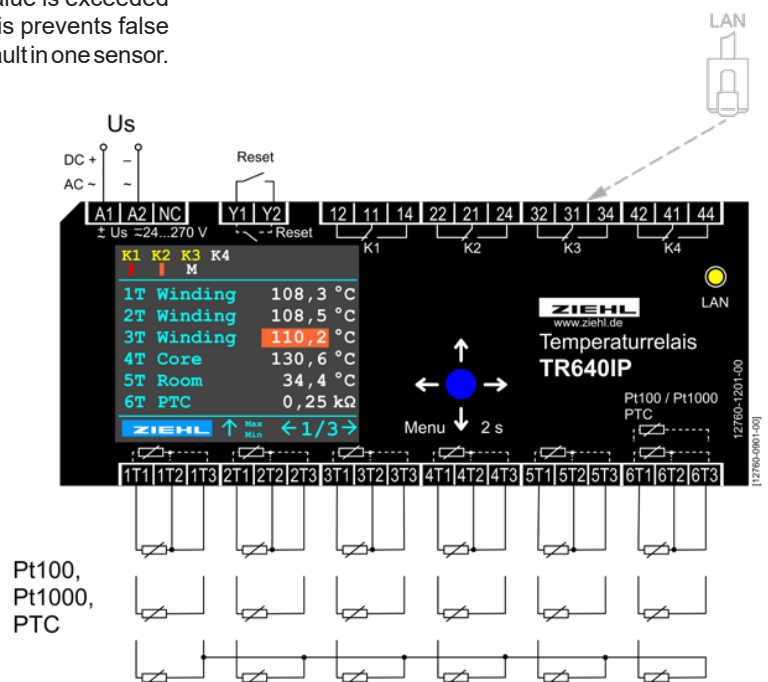 alue is exceeded
is prevents false
ault in one sensor.
LAN
Us
DC + –
AC ~ ~
Reset
A1 A2 NC Y1 Y2 12 11 14 22 21 24 32 31 34 42 41 44
Us 24...270 V Reset K1 K2 K3 K4
K1 K2 K3 K4
M
1T Winding 108,3 °C
2T Winding 108,5 °C
3T Winding 110,2 °C
4T Core 130,6 °C
5T Room 34,4 °C
6T PTC 0,25 kΩ
ZIEHL ↑ Max Min ←1/3→
LAN
ZIEHL
www.ziehl.de
Temperaturrelais
TR640IP
Menu 2 s
Pt100 / Pt1000
PTC
12760-1201-00
[12760-0901-00]
1T1 1T2 1T3 2T1 2T2 2T3 3T1 3T2 3T3 4T1 4T2 4T3 5T1 5T2 5T3 6T1 6T2 6T3
Pt100,
Pt1000,
PTC